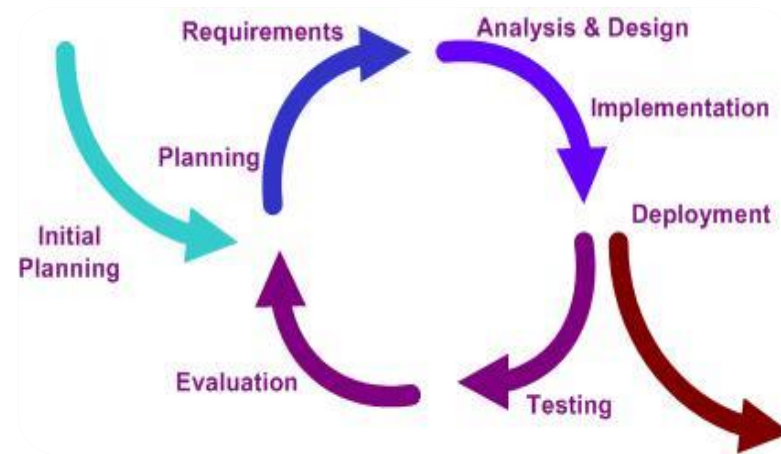 Requirements
Analysis & Design
Implementation
Planning
Deployment
Initial
Planning
Evaluation
Testing